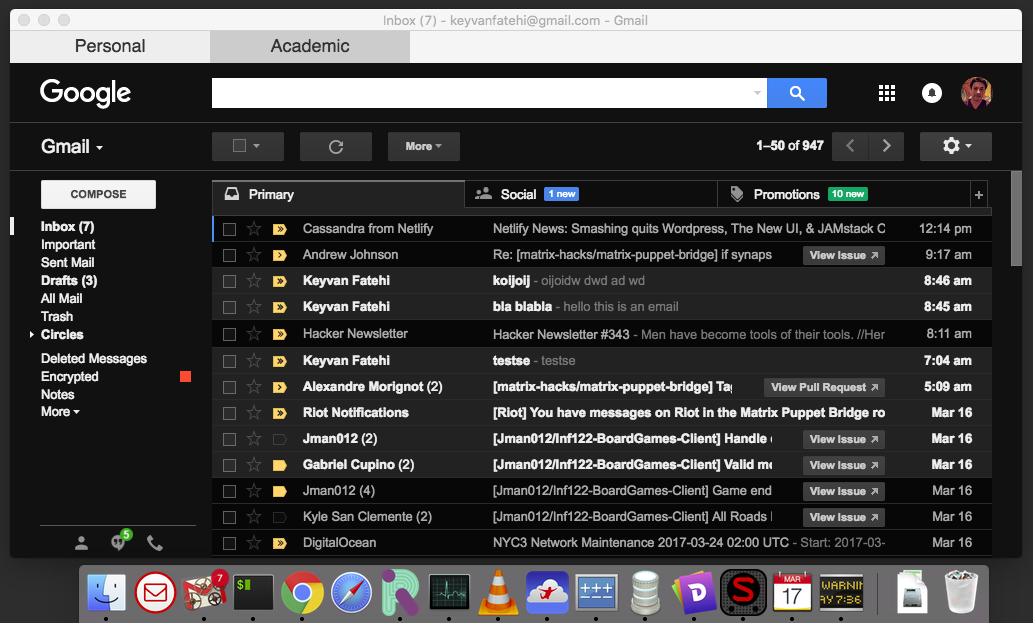 Inbox (7) - keyvanfatehi@gmail.com - Gmail
Personal Academic
Google
Gmail More 1–50 of 947
COMPOSE
Primary Social 1 new Promotions 10 new +
Inbox (7)
Important
Sent Mail
Drafts (3)
All Mail
Trash
Circles
Deleted Messages
Encrypted
Notes
More
Cassandra from Netlify Netlify News: Smashing quits Wordpress, The New UI, & JAMstack C 12:14 pm
Andrew Johnson Re: [matrix-hacks/matrix-puppet-bridge] if synaps View Issue 9:17 am
Keyvan Fatehi koijoij - oijoidw dwd ad wd 8:46 am
Keyvan Fatehi bla blabla - hello this is an email 8:45 am
Hacker Newsletter Hacker Newsletter #343 - Men have become tools of their tools. //Her 8:11 am
Keyvan Fatehi testse - testse 7:04 am
Alexandre Morignot (2) [matrix-hacks/matrix-puppet-bridge] Tag View Pull Request 5:09 am
Riot Notifications [Riot] You have messages on Riot in the Matrix Puppet Bridge ro Mar 16
Jman012 (2) [Jman012/Inf122-BoardGames-Client] Handle View Issue Mar 16
Gabriel Cupino (2) [Jman012/Inf122-BoardGames-Client] Valid mo View Issue Mar 16
Jman012 (4) [Jman012/Inf122-BoardGames-Client] Game end View Issue Mar 16
Kyle San Clemente (2) [Jman012/Inf122-BoardGames-Client] All Roads View Issue Mar 16
DigitalOcean NYC3 Network Maintenance 2017-03-24 02:00 UTC - Start: 2017-03- Mar 16
5
7
$
+++
D
S
MAR
17
WARNIN
AY 7:36